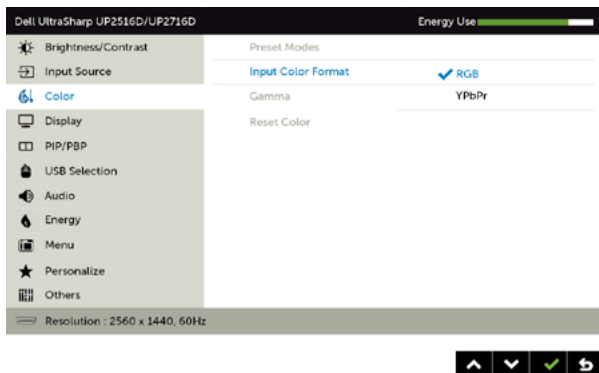 Dell UltraSharp UP2516D/UP2716D Energy Use
Brightness/Contrast Preset Modes
Input Source Input Color Format RGB
Color Gamma YPbPr
Display Reset Color
PIP/PBP
USB Selection
Audio
Energy
Menu
Personalize
Others
Resolution : 2560 x 1440, 60Hz